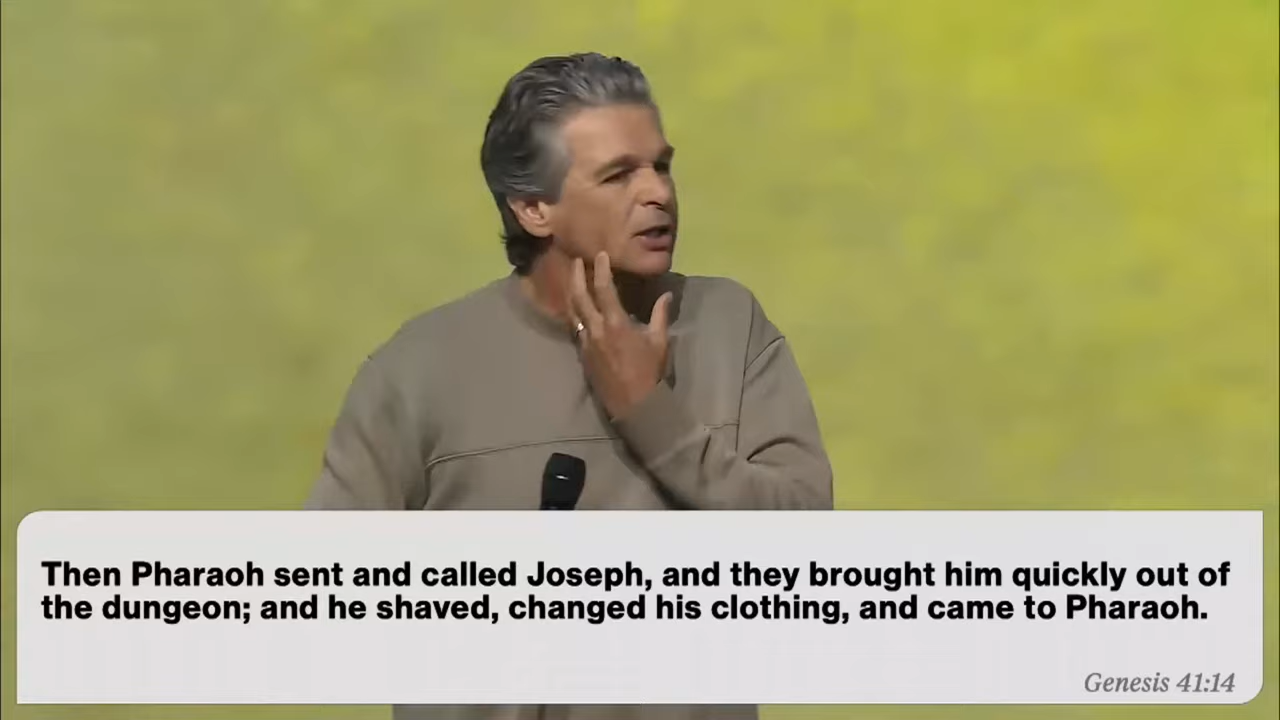 Then Pharaoh sent and called Joseph, and they brought him quickly out of
the dungeon; and he shaved, changed his clothing, and came to Pharaoh.
Genesis 41:14